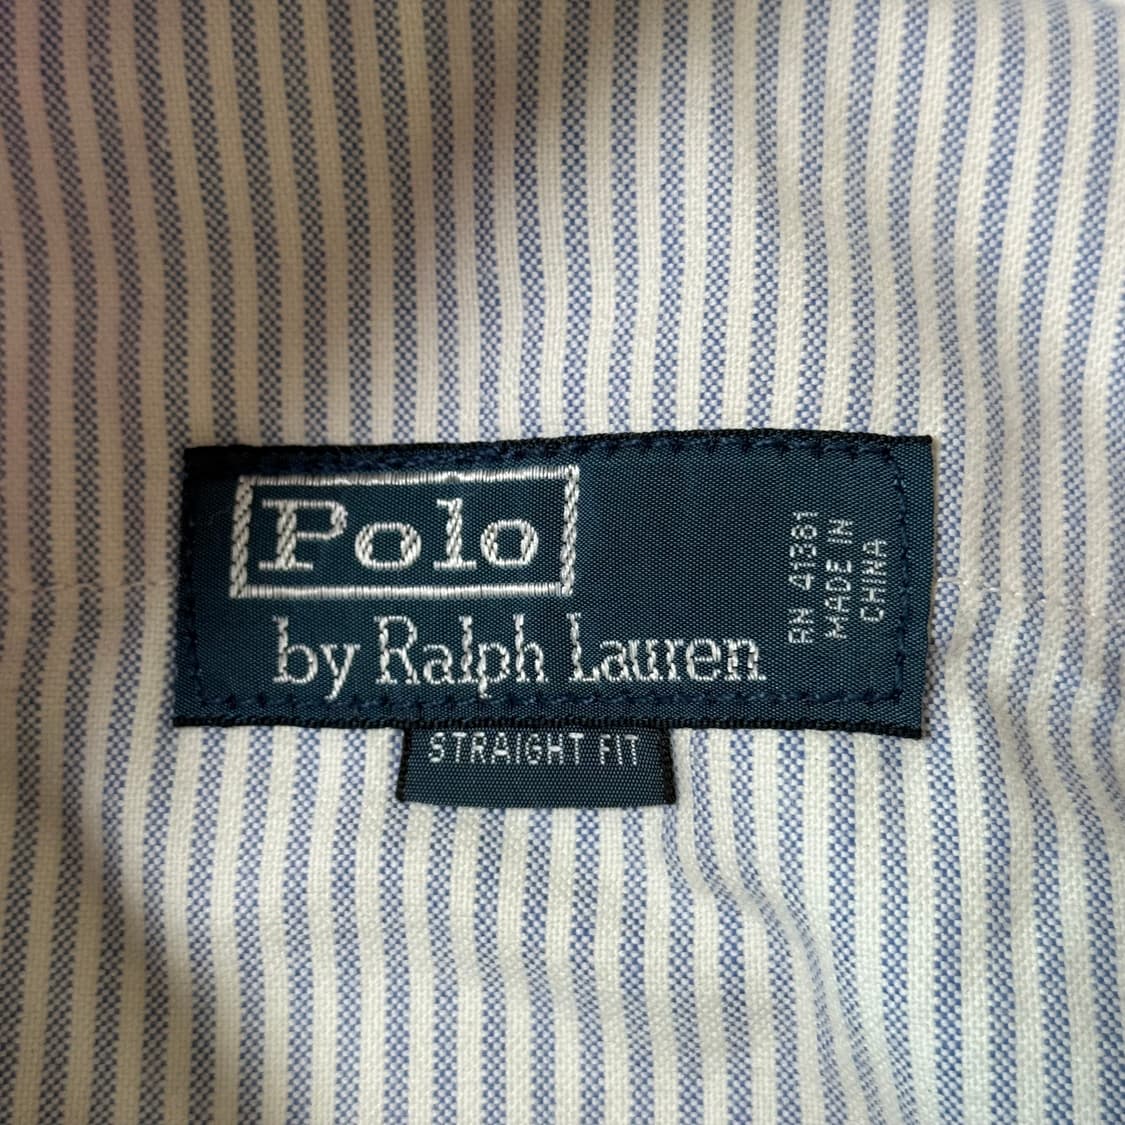 Polo
by Ralph Lauren
RN 41381
MADE IN
CHINA
STRAIGHT FIT